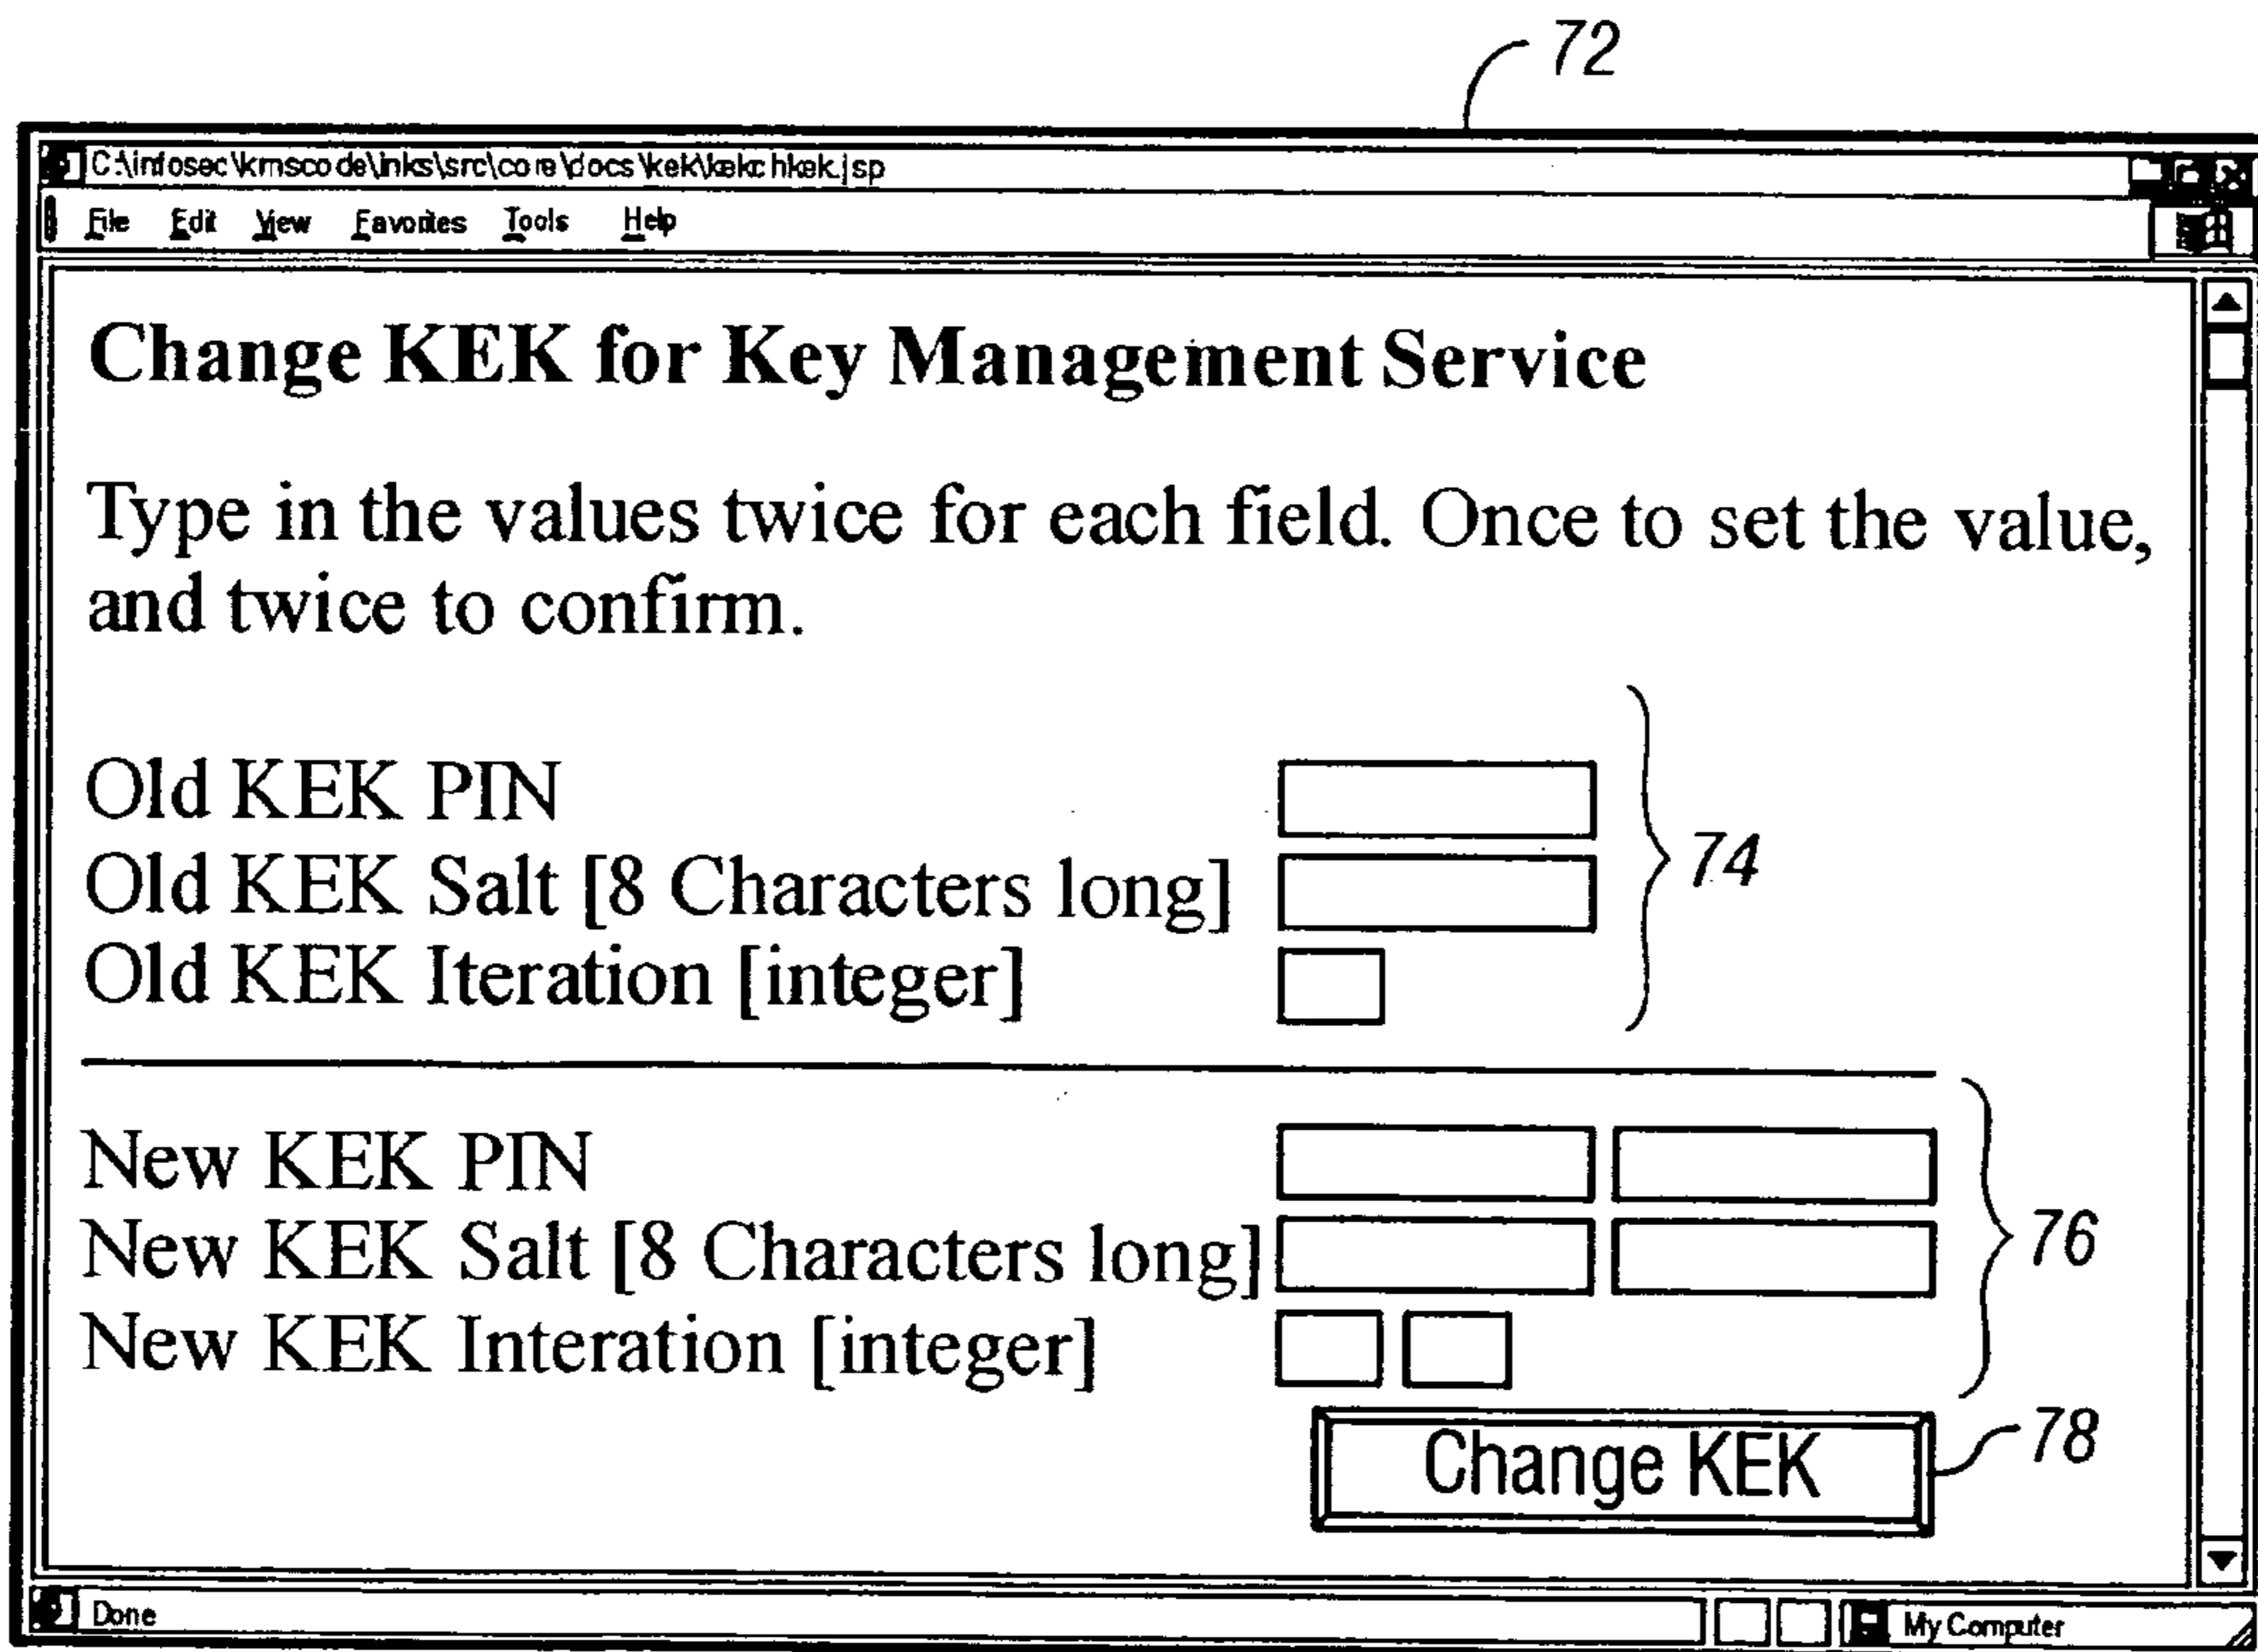 72
C:\infosec\kmscode\inks\src\core\docs\kek\kekchkek.jsp
File Edit View Favorites Tools Help
Change KEK for Key Management Service
Type in the values twice for each field. Once to set the value,
and twice to confirm.
Old KEK PIN
Old KEK Salt [8 Characters long]
Old KEK Iteration [integer]
74
New KEK PIN
New KEK Salt [8 Characters long]
New KEK Interation [integer]
76
Change KEK
78
Done
My Computer